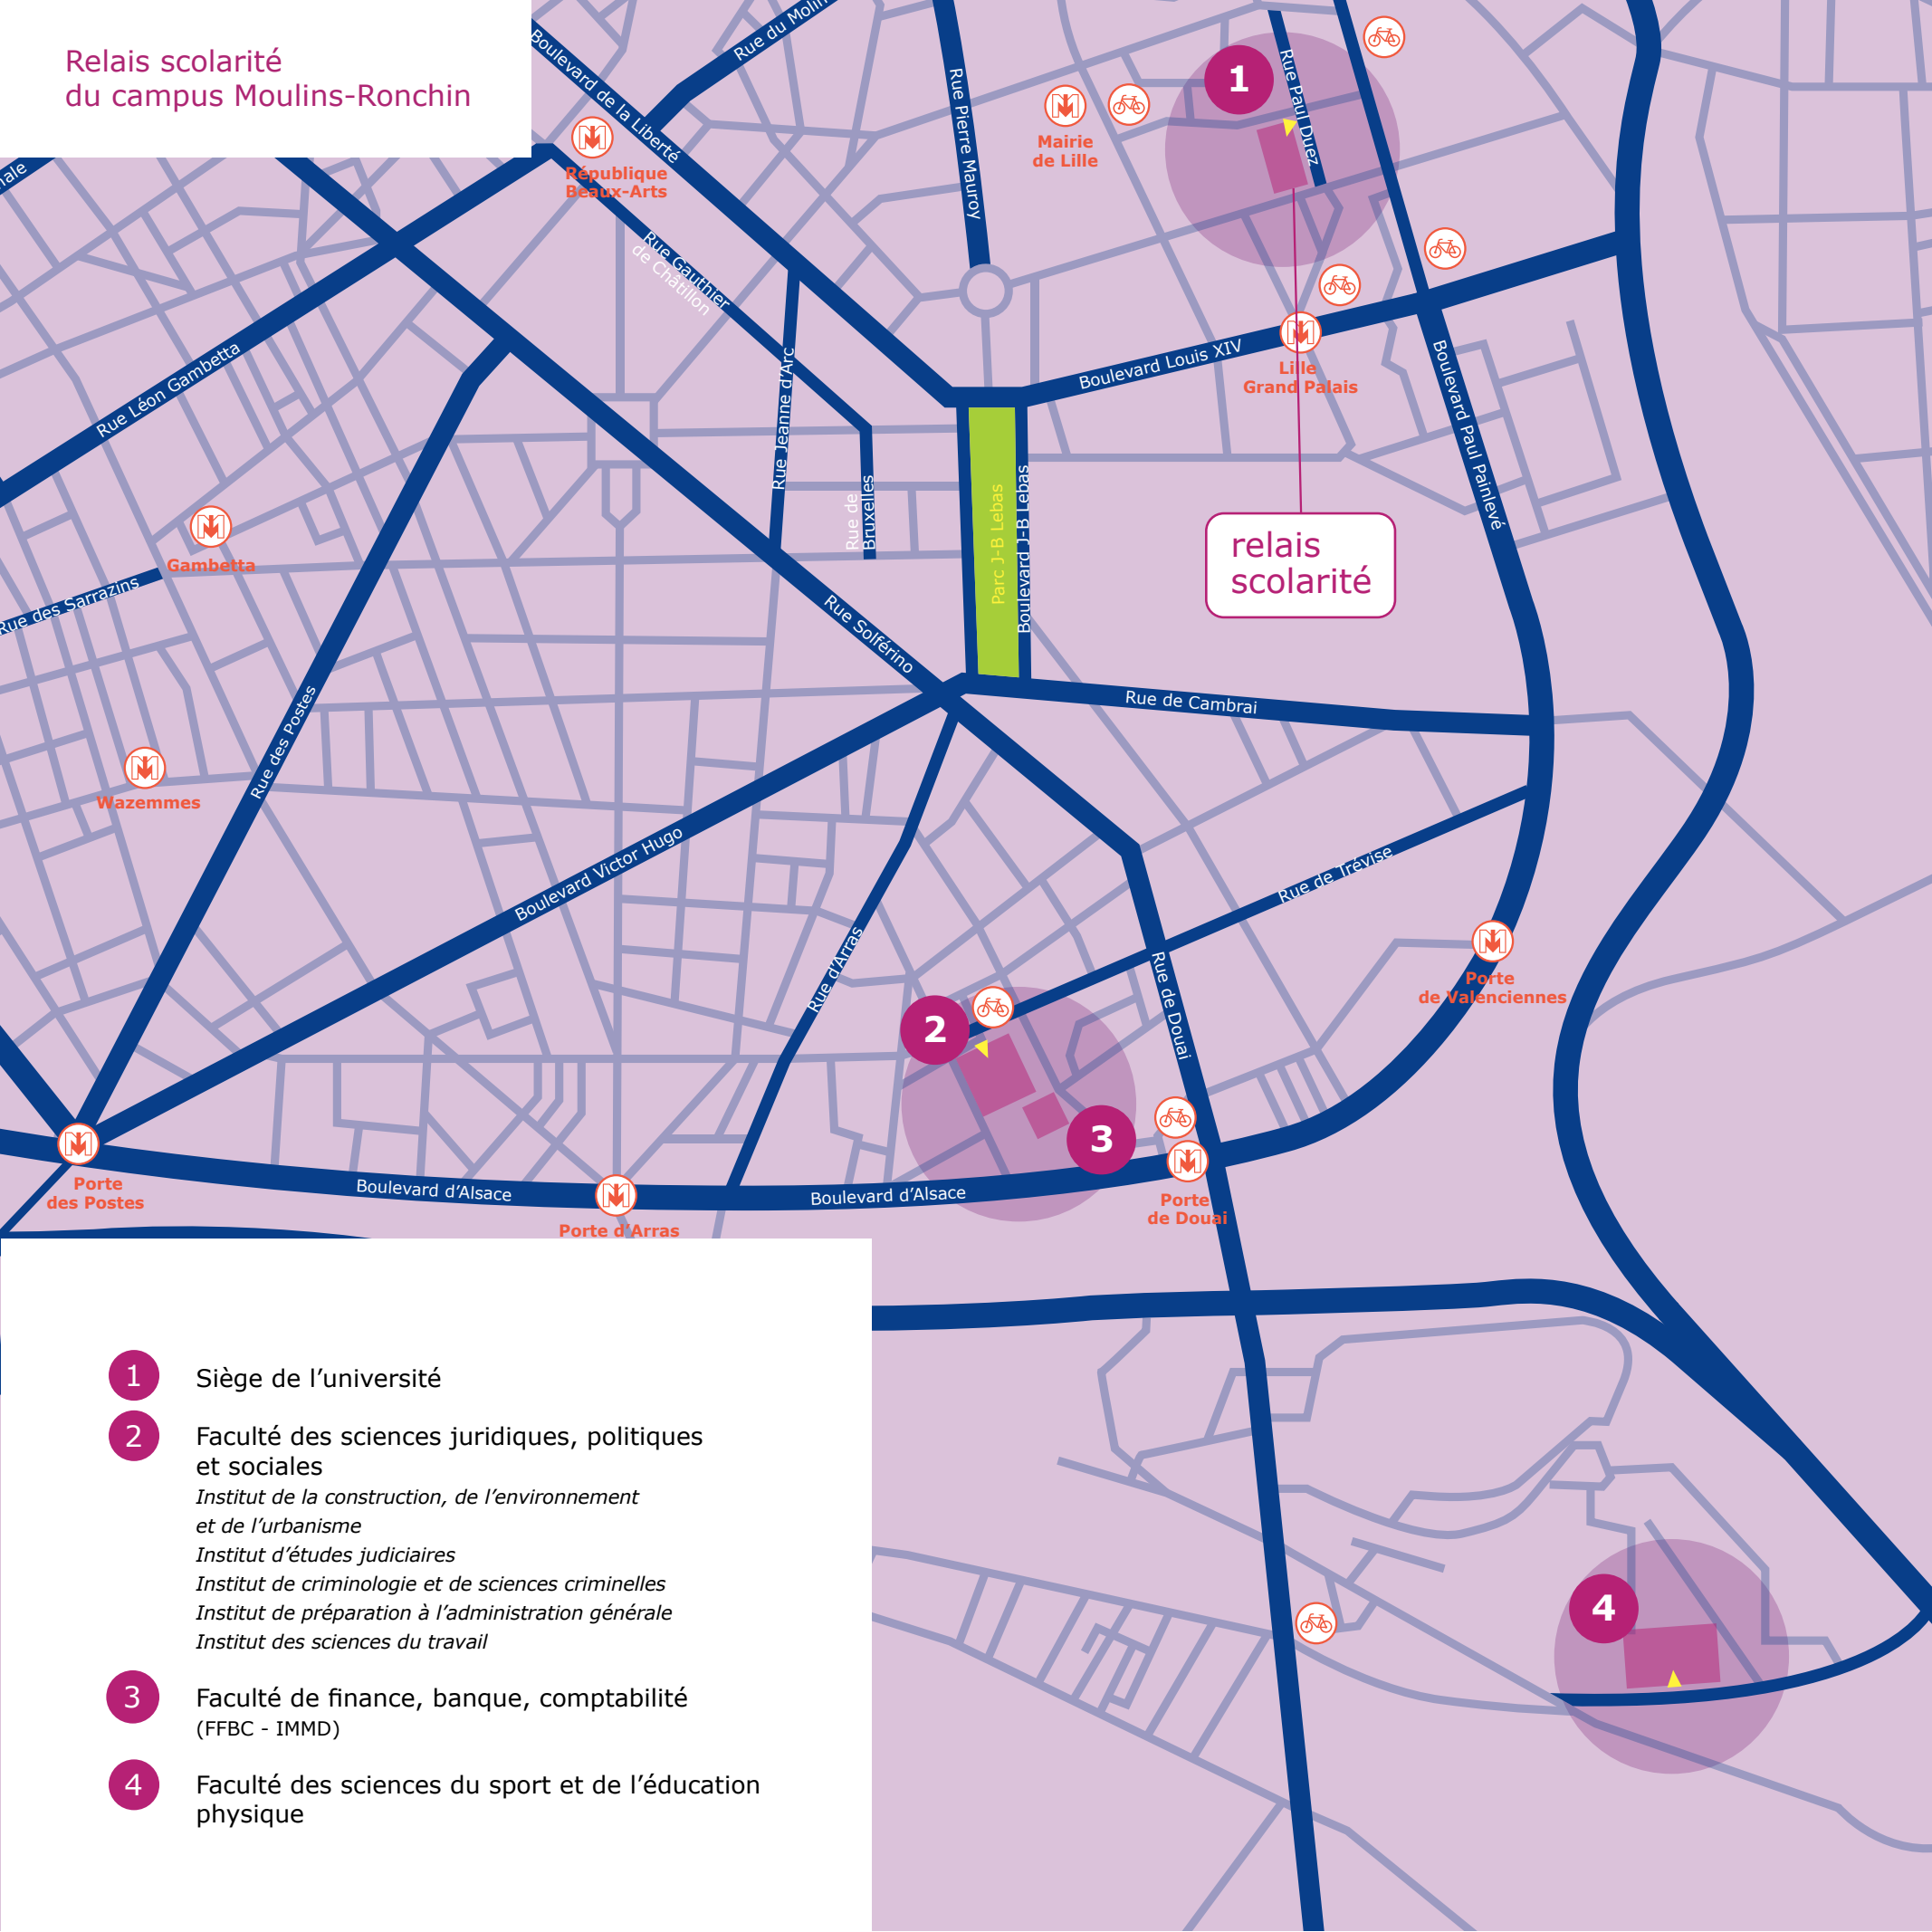 Relais scolarité
du campus Moulins-Ronchin
nale
Boulevard de la Liberté
Rue du Molin
Rue Pierre Mauroy
Rue Paul Duez
1
Mairie
de Lille
République
Beaux-Arts
Rue Gauthier
de Châtillon
Rue Léon Gambetta
Rue Jeanne d’Arc
Boulevard Louis XIV
Lille
Grand Palais
Boulevard Paul Painlevé
Rue de
Bruxelles
Parc J-B Lebas
Boulevard J-B Lebas
relais
scolarité
Gambetta
Rue des Sarrazins
Rue Solférino
Rue de Cambrai
Rue des Postes
Wazemmes
Boulevard Victor Hugo
Rue de Trévise
Rue d’Arras
Rue de Douai
Porte
de Valenciennes
2
3
Porte
des Postes
Boulevard d’Alsace
Porte d’Arras
Boulevard d’Alsace
Porte
de Douai
4
1 Siège de l’université
2 Faculté des sciences juridiques, politiques
et sociales
Institut de la construction, de l’environnement
et de l’urbanisme
Institut d’études judiciaires
Institut de criminologie et de sciences criminelles
Institut de préparation à l’administration générale
Institut des sciences du travail
3 Faculté de finance, banque, comptabilité
(FFBC - IMMD)
4 Faculté des sciences du sport et de l’éducation
physique